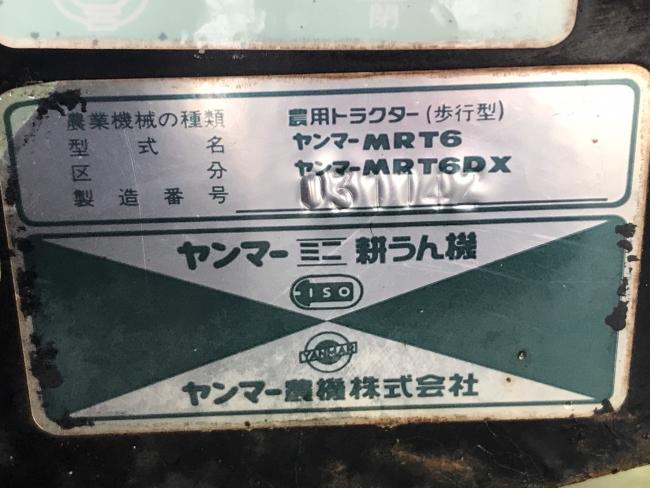 農業機械の種類 農用トラクター(歩行型)
型式名 ヤンマーMRT6
区分 ヤンマーMRT6DX
製造番号
ヤンマーミニ耕うん機
ISO
YANMAR
ヤンマー農機株式会社